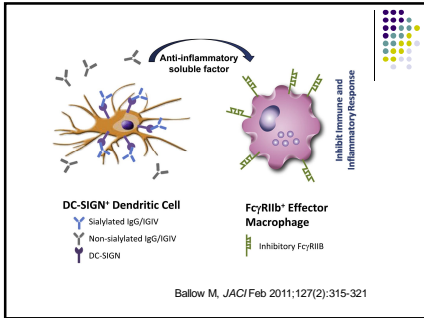 Anti-inflammatory
soluble factor
Inhibit Immune and
Inflammatory Response
DC-SIGN⁺ Dendritic Cell
Sialylated IgG/IGIV
Non-sialylated IgG/IGIV
DC-SIGN
FcγRIIb⁺ Effector
Macrophage
Inhibitory FcγRIIB
Ballow M, JACI Feb 2011;127(2):315-321